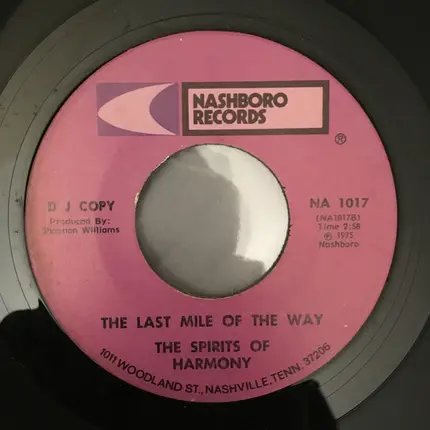 NASHBORO
RECORDS
®
D J COPY
Produced By:
Shannon Williams
NA 1017
(NA1817B)
Time 2:58
℗ 1975
Nashboro
THE LAST MILE OF THE WAY
THE SPIRITS OF
HARMONY
1011 WOODLAND ST., NASHVILLE, TENN. 37206